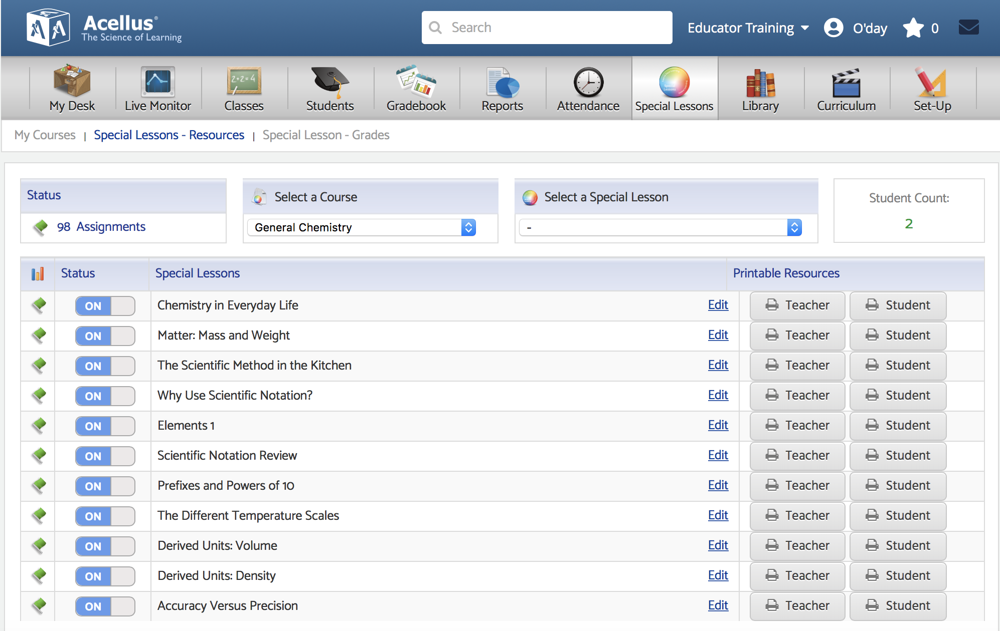 Acellus®
The Science of Learning
Search
Educator Training
O'day
0
My Desk
Live Monitor
2+2=4
Classes
Students
Gradebook
Reports
Attendance
Special Lessons
Special Lessons
Library
Curriculum
Set-Up
My Courses | Special Lessons - Resources | Special Lesson - Grades
Status
98 Assignments
Select a Course
General Chemistry
Select a Special Lesson
-
Student Count:
2
Status Special Lessons Printable Resources
ON Chemistry in Everyday Life Edit Teacher Student
ON Matter: Mass and Weight Edit Teacher Student
ON The Scientific Method in the Kitchen Edit Teacher Student
ON Why Use Scientific Notation? Edit Teacher Student
ON Elements 1 Edit Teacher Student
ON Scientific Notation Review Edit Teacher Student
ON Prefixes and Powers of 10 Edit Teacher Student
ON The Different Temperature Scales Edit Teacher Student
ON Derived Units: Volume Edit Teacher Student
ON Derived Units: Density Edit Teacher Student
ON Accuracy Versus Precision Edit Teacher Student